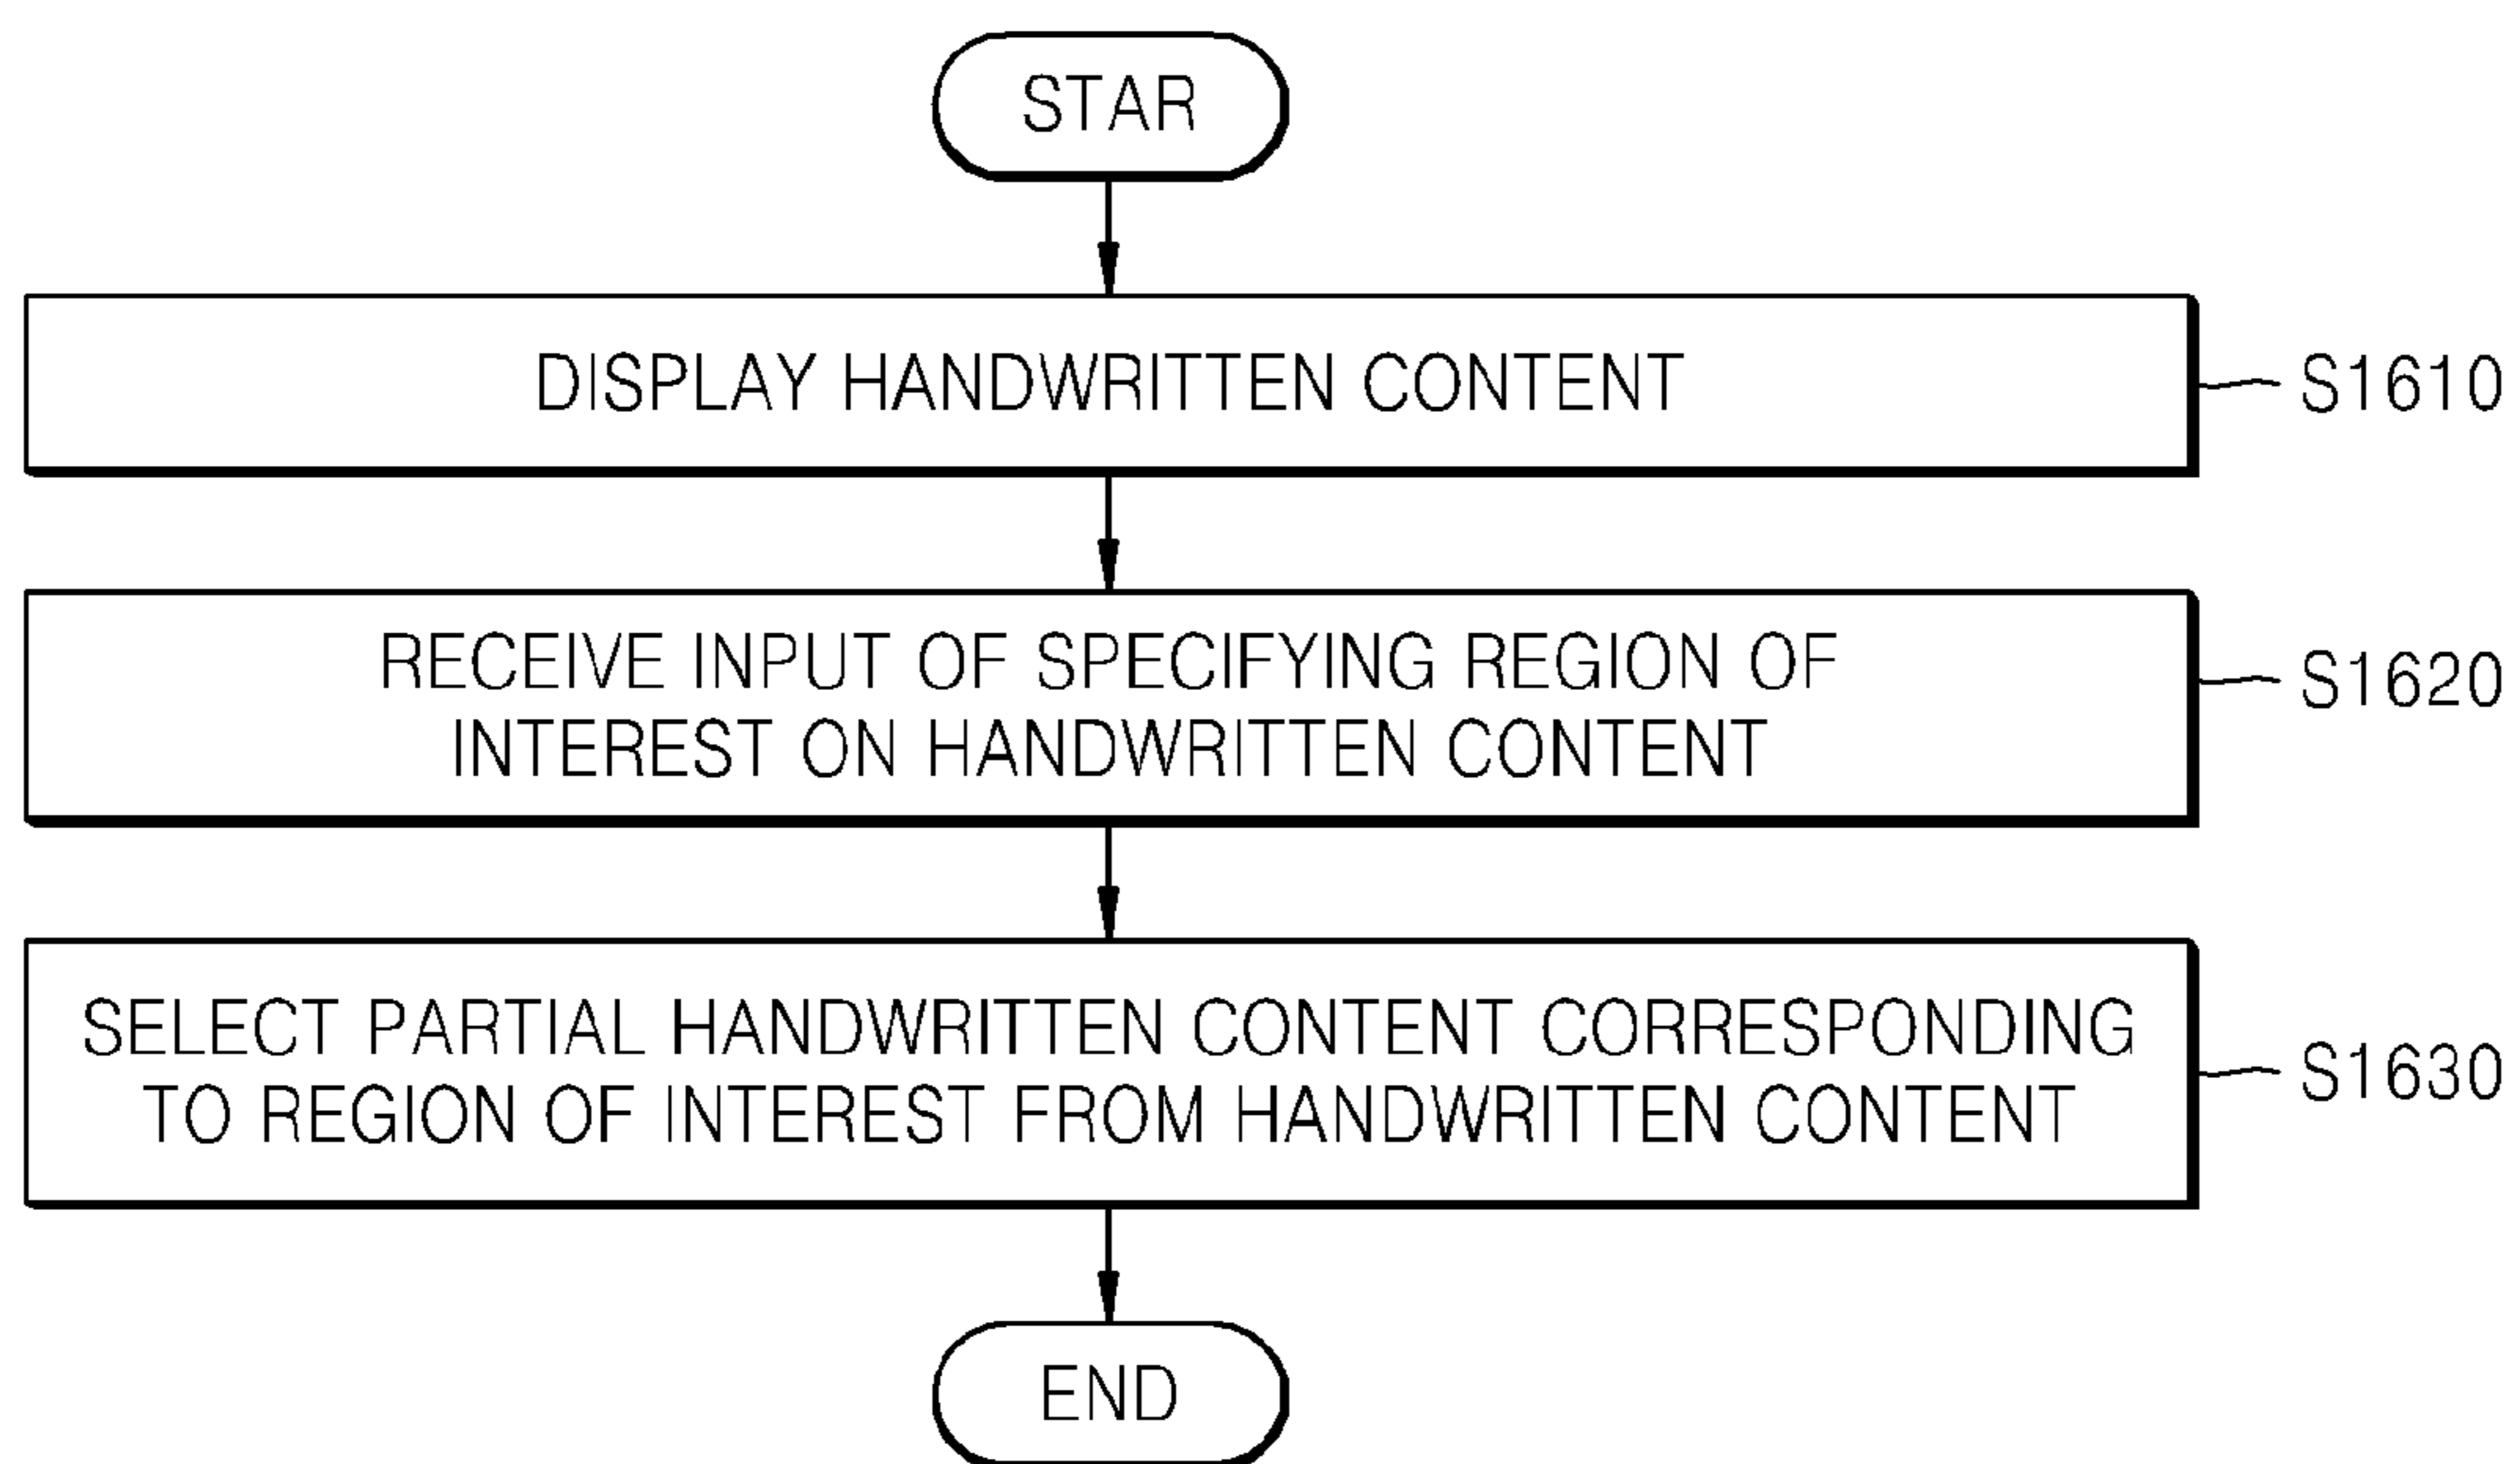 STAR
DISPLAY HANDWRITTEN CONTENT
S1610
RECEIVE INPUT OF SPECIFYING REGION OF
INTEREST ON HANDWRITTEN CONTENT
S1620
SELECT PARTIAL HANDWRITTEN CONTENT CORRESPONDING
TO REGION OF INTEREST FROM HANDWRITTEN CONTENT
S1630
END